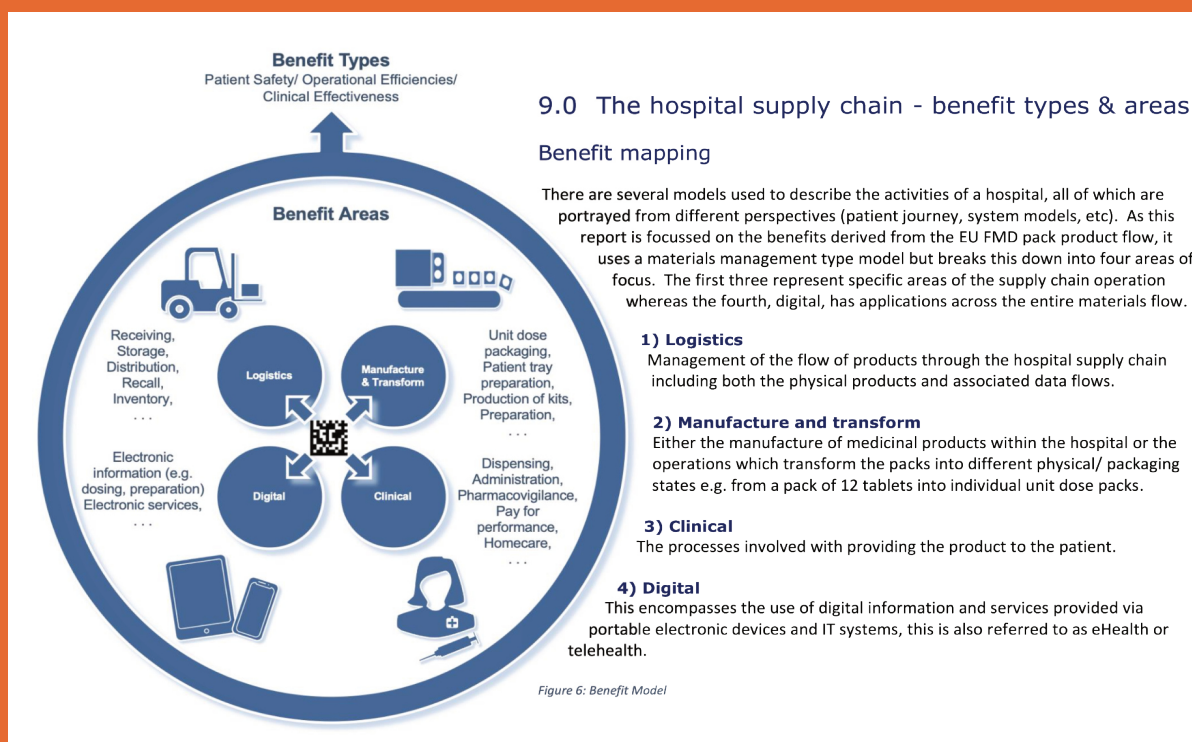 Benefit Types
Patient Safety/ Operational Efficiencies/
Clinical Effectiveness
Benefit Areas
Receiving,
Storage,
Distribution,
Recall,
Inventory,
. . .
Logistics
Manufacture
& Transform
Unit dose
packaging,
Patient tray
preparation,
Production of kits,
Preparation,
. . .
Electronic
information (e.g.
dosing, preparation)
Electronic services,
. . .
Digital
Clinical
Dispensing,
Administration,
Pharmacovigilance,
Pay for
performance,
Homecare,
. . .
9.0 The hospital supply chain - benefit types & areas
Benefit mapping
There are several models used to describe the activities of a hospital, all of which are
portrayed from different perspectives (patient journey, system models, etc). As this
report is focussed on the benefits derived from the EU FMD pack product flow, it
uses a materials management type model but breaks this down into four areas of
focus. The first three represent specific areas of the supply chain operation
whereas the fourth, digital, has applications across the entire materials flow.
1) Logistics
Management of the flow of products through the hospital supply chain
including both the physical products and associated data flows.
2) Manufacture and transform
Either the manufacture of medicinal products within the hospital or the
operations which transform the packs into different physical/ packaging
states e.g. from a pack of 12 tablets into individual unit dose packs.
3) Clinical
The processes involved with providing the product to the patient.
4) Digital
This encompasses the use of digital information and services provided via
portable electronic devices and IT systems, this is also referred to as eHealth or
telehealth.
Figure 6: Benefit Model